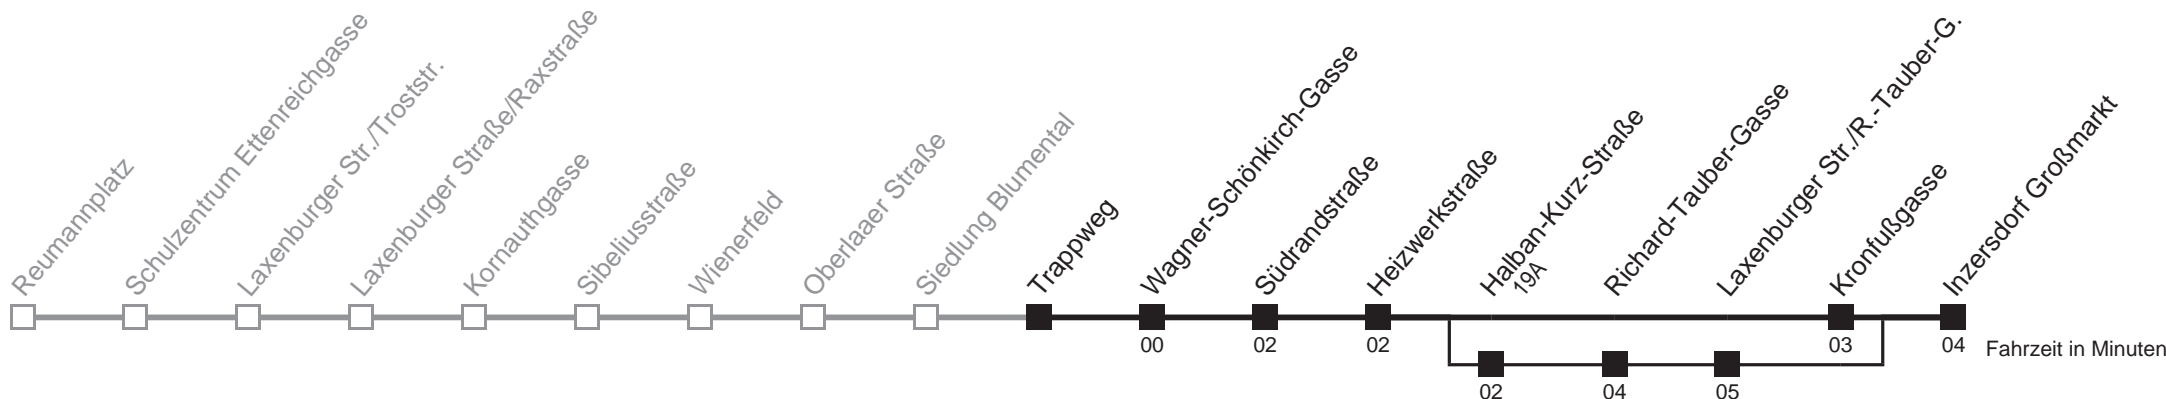 Reumannplatz
Schulzentrum Ettenreichgasse
Laxenburger Str./Troststr.
Laxenburger Straße/Raxstraße
Kornauthgasse
Sibeliusstraße
Wienerfeld
Oberlaaer Straße
Siedlung Blumental
Trappweg
Wagner-Schönkirch-Gasse
Südrandstraße
Heizwerkstraße
Halban-Kurz-Straße
19A
Richard-Tauber-Gasse
Laxenburger Str./R.-Tauber-G.
Kronfußgasse
Inzersdorf Großmarkt
00 02 02 03 04 Fahrzeit in Minuten
02 04 05